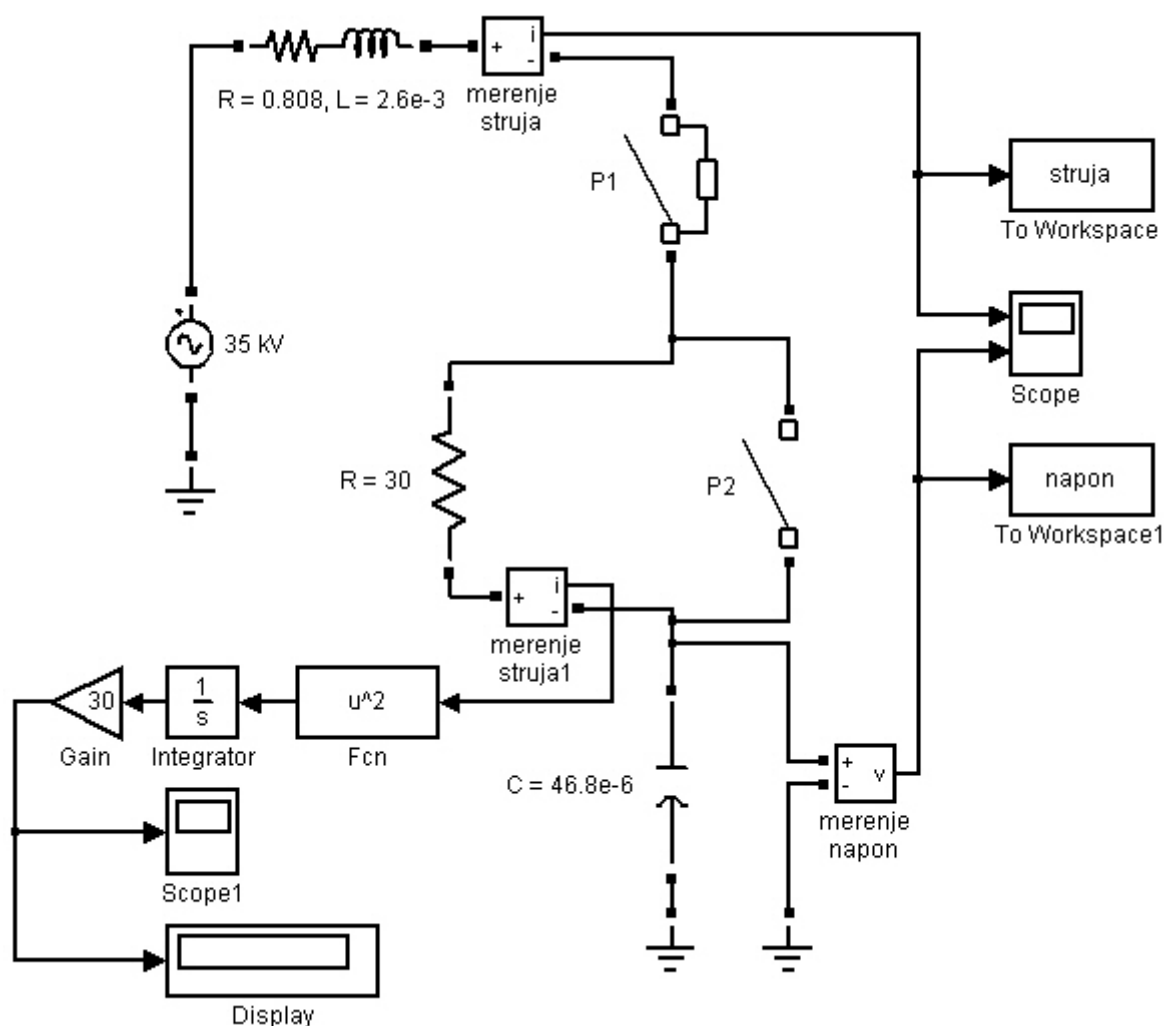 i
+
-
R = 0.808, L = 2.6e-3
merenje
struja
P1
struja
To Workspace
35 kV
Scope
R = 30
P2
napon
To Workspace1
i
+
-
merenje
struja1
30
1
s
u^2
Gain
Integrator
Fcn
C = 46.8e-6
+
-
v
merenje
napon
Scope1
Display